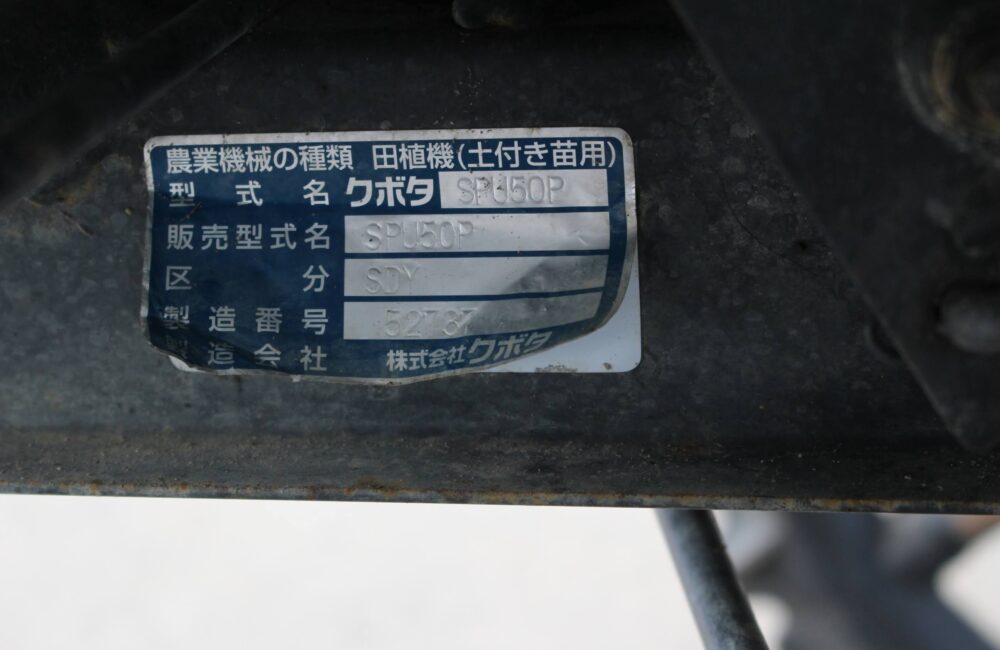 農業機械の種類 田植機(土付き苗用)
型式名 クボタ SPU50P
販売型式名 SPU50P
区分 SDY
製造番号 52737
製造会社 株式会社クボタ